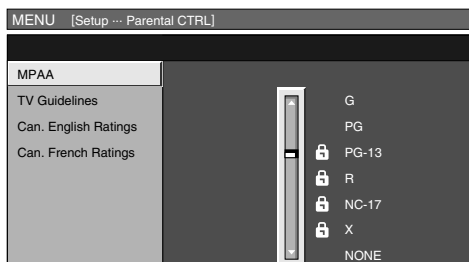 MENU [Setup ··· Parental CTRL]
MPAA
TV Guidelines
Can. English Ratings
Can. French Ratings
G
PG
PG-13
R
NC-17
X
NONE